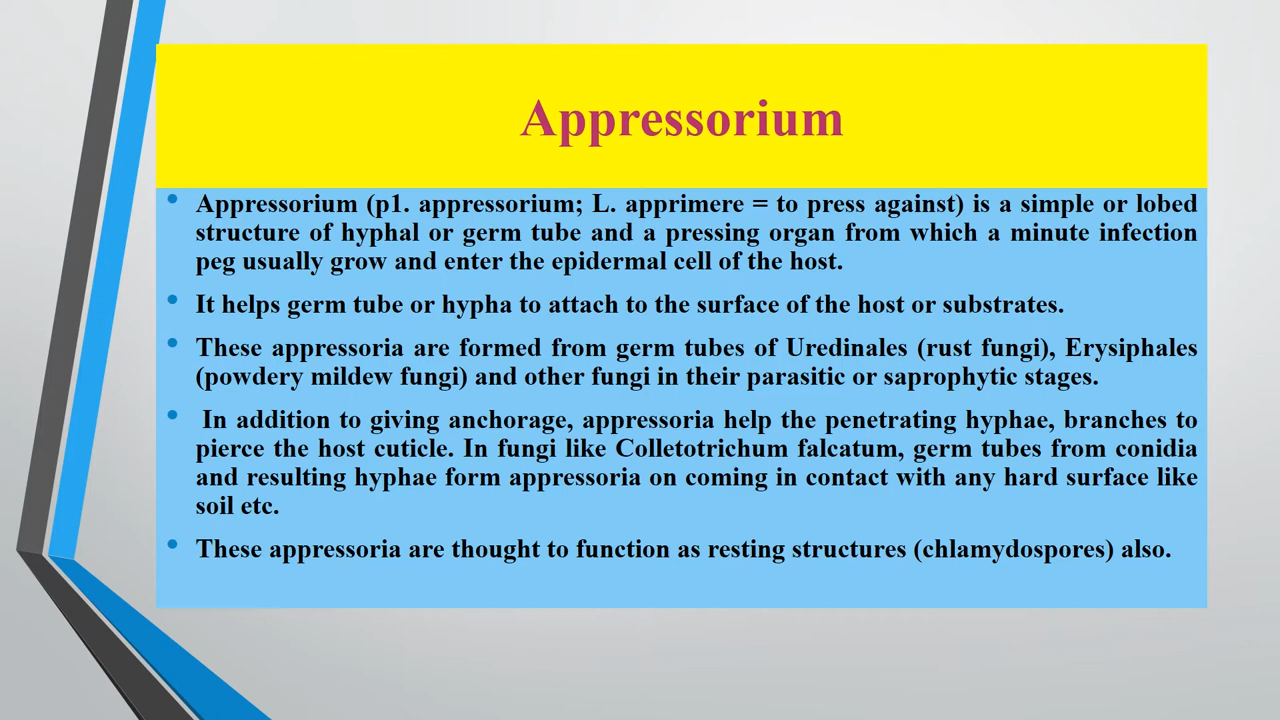 Appressorium
• Appressorium (p1. appressorium; L. apprimere = to press against) is a simple or lobed
structure of hyphal or germ tube and a pressing organ from which a minute infection
peg usually grow and enter the epidermal cell of the host.
• It helps germ tube or hypha to attach to the surface of the host or substrates.
• These appressoria are formed from germ tubes of Uredinales (rust fungi), Erysiphales
(powdery mildew fungi) and other fungi in their parasitic or saprophytic stages.
• In addition to giving anchorage, appressoria help the penetrating hyphae, branches to
pierce the host cuticle. In fungi like Colletotrichum falcatum, germ tubes from conidia
and resulting hyphae form appressoria on coming in contact with any hard surface like
soil etc.
• These appressoria are thought to function as resting structures (chlamydospores) also.